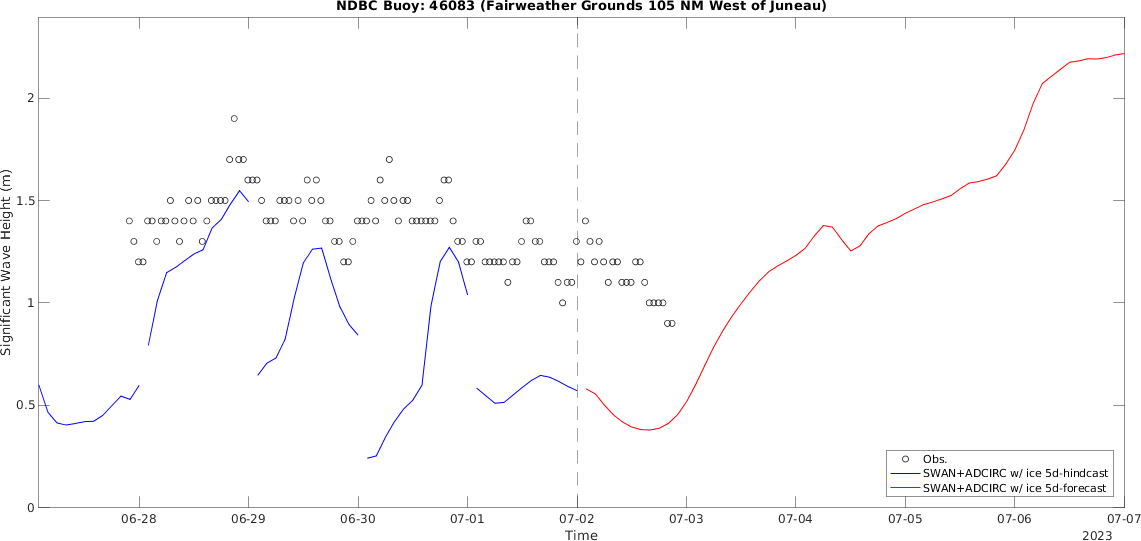 NDBC Buoy: 46083 (Fairweather Grounds 105 NM West of Juneau)
Significant Wave Height (m)
2
1.5
1
0.5
0
Obs.
SWAN+ADCIRC w/ ice 5d-hindcast
SWAN+ADCIRC w/ ice 5d-forecast
06-28 06-29 06-30 07-01 07-02 07-03 07-04 07-05 07-06 07-07
Time
2023